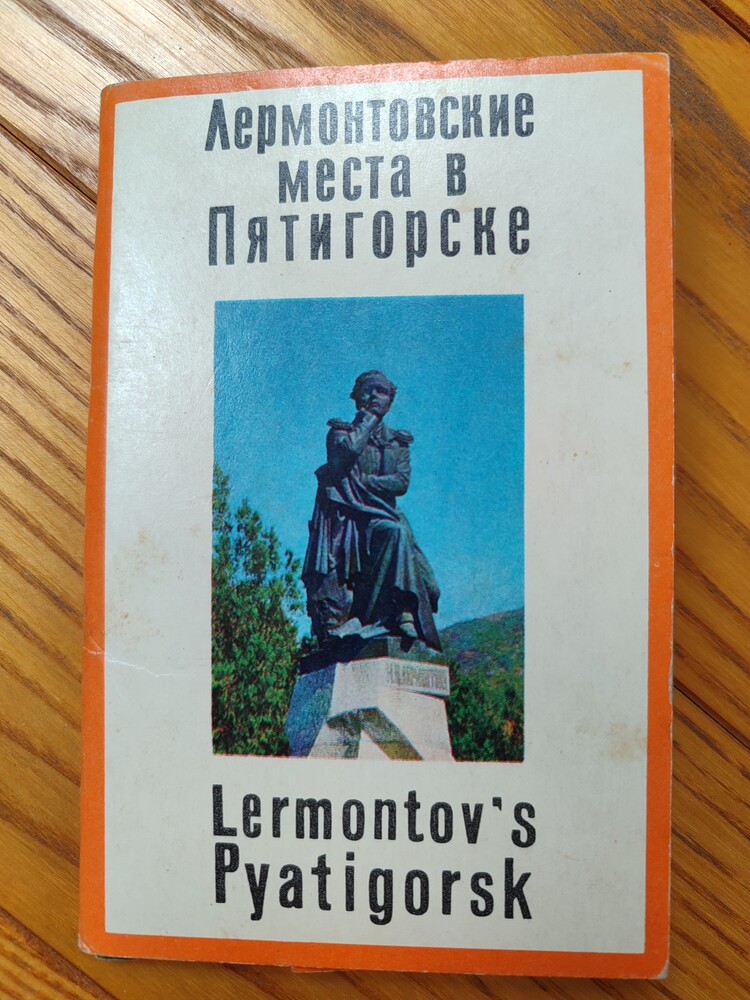 Лермонтовские
места в
Пятигорске
Lermontov's
Pyatigorsk